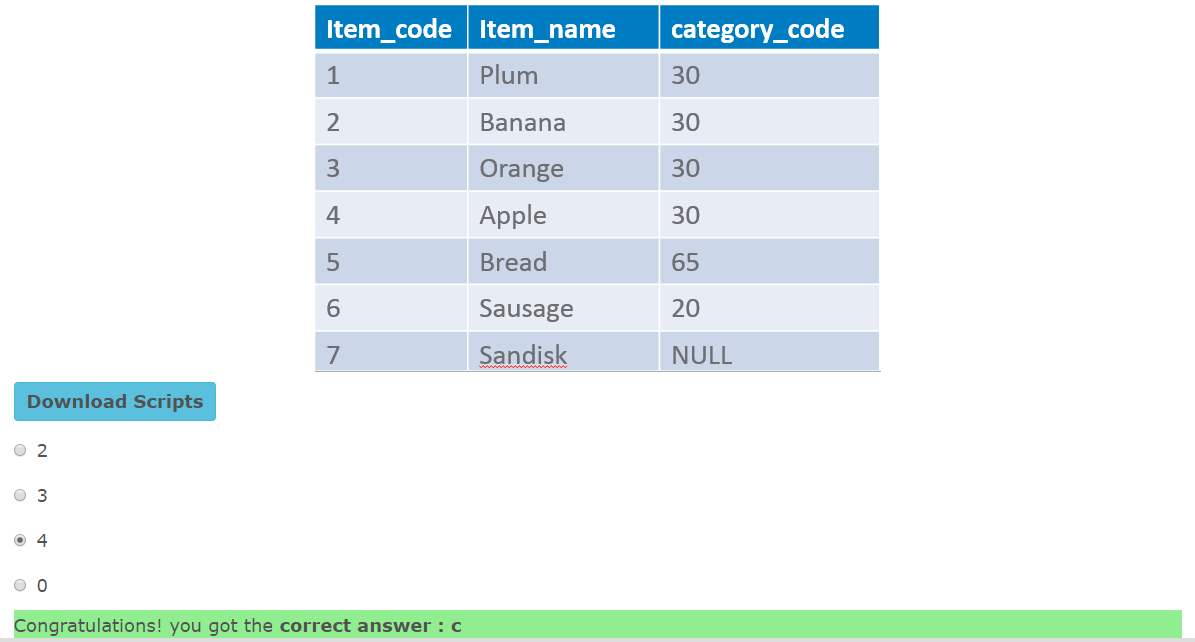 Item_code Item_name category_code
1 Plum 30
2 Banana 30
3 Orange 30
4 Apple 30
5 Bread 65
6 Sausage 20
7 Sandisk NULL
Download Scripts
2
3
4
0
Congratulations! you got the correct answer : c